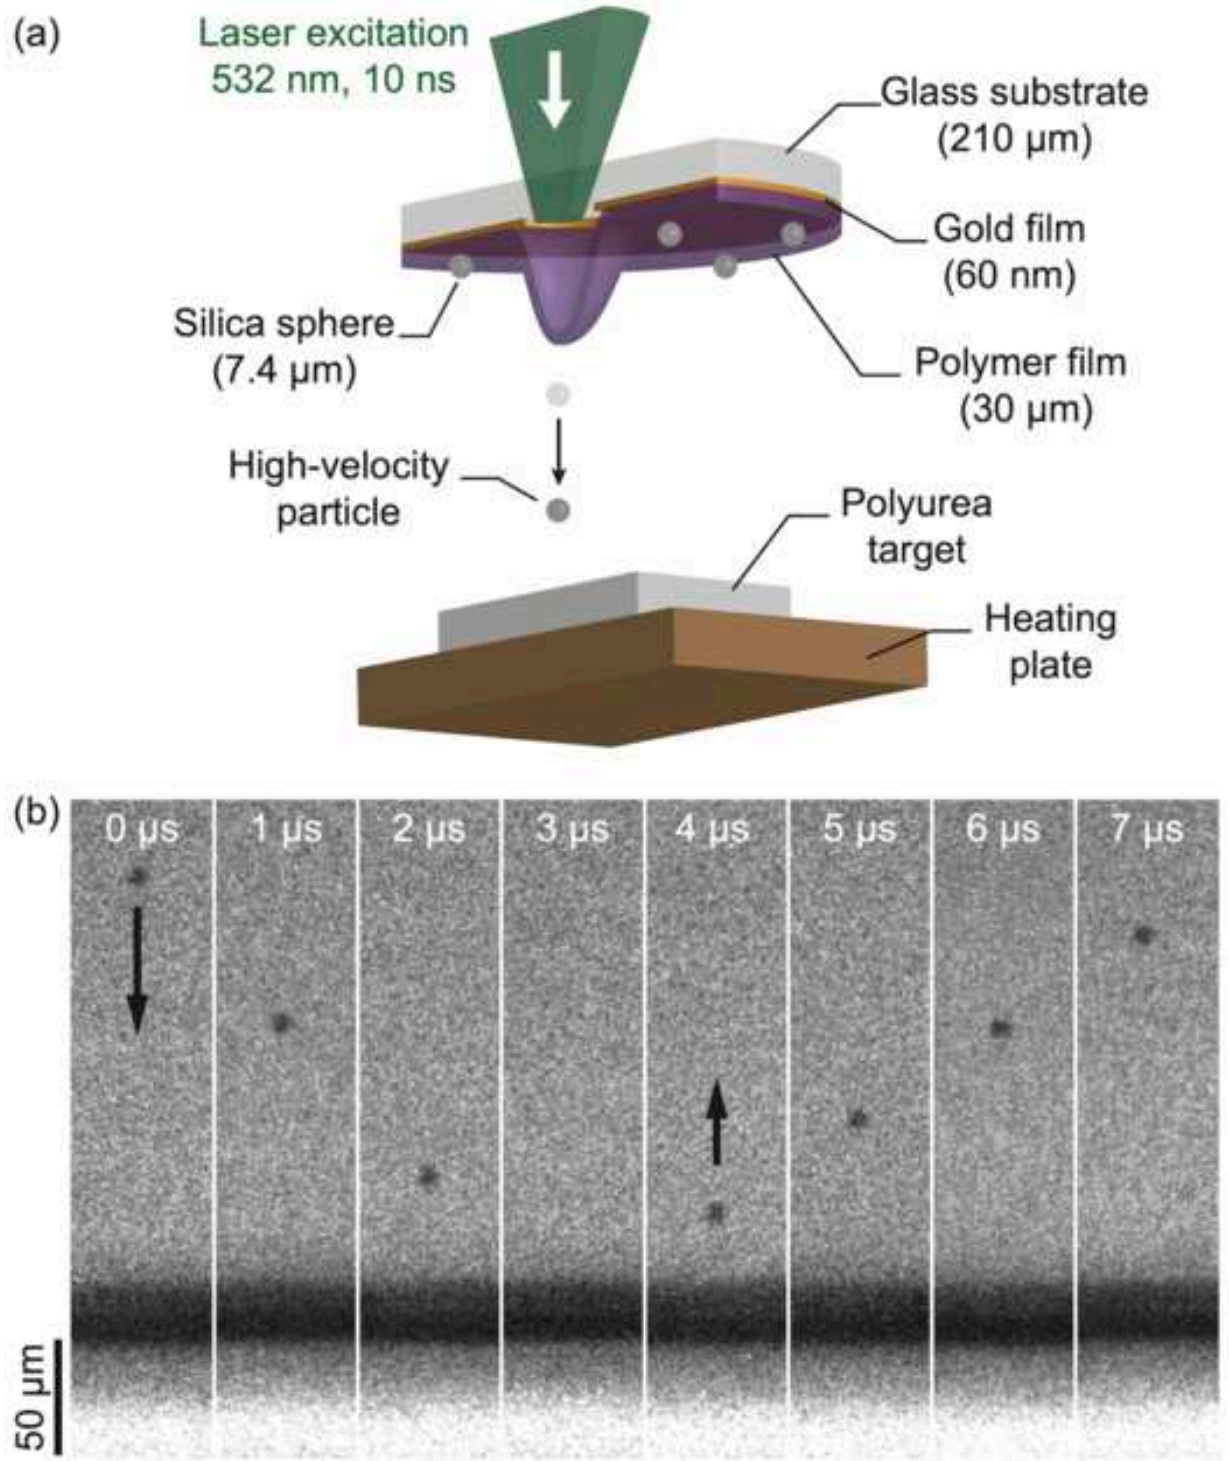 (a)
Laser excitation
532 nm, 10 ns
Glass substrate
(210 µm)
Gold film
(60 nm)
Silica sphere
(7.4 µm)
Polymer film
(30 µm)
High-velocity
particle
Polyurea
target
Heating
plate
(b)
0 µs
1 µs
2 µs
3 µs
4 µs
5 µs
6 µs
7 µs
50 µm